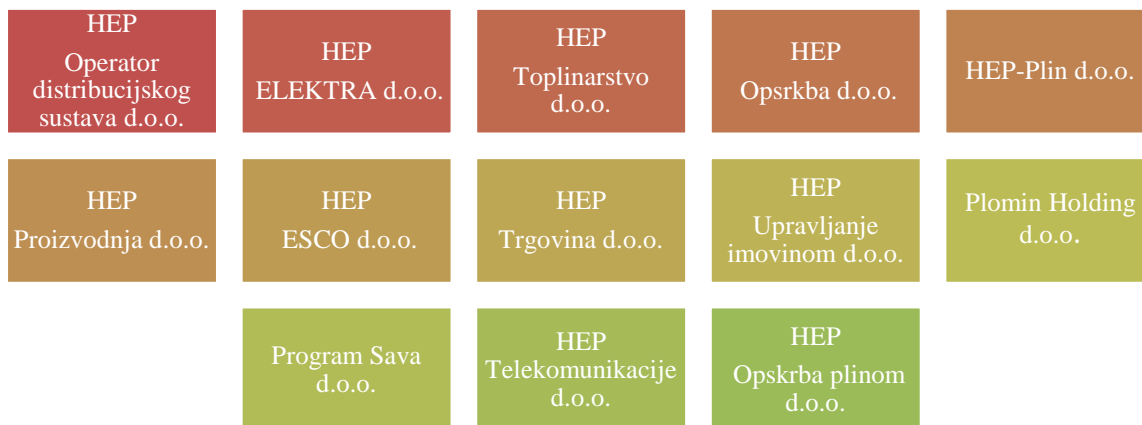 HEP
Operator
distribucijskog
sustava d.o.o.
HEP
ELEKTRA d.o.o.
HEP
Toplinarstvo
d.o.o.
HEP
Opsrkba d.o.o.
HEP-Plin d.o.o.
HEP
Proizvodnja d.o.o.
HEP
ESCO d.o.o.
HEP
Trgovina d.o.o.
HEP
Upravljanje
imovinom d.o.o.
Plomin Holding
d.o.o.
Program Sava
d.o.o.
HEP
Telekomunikacije
d.o.o.
HEP
Opskrba plinom
d.o.o.